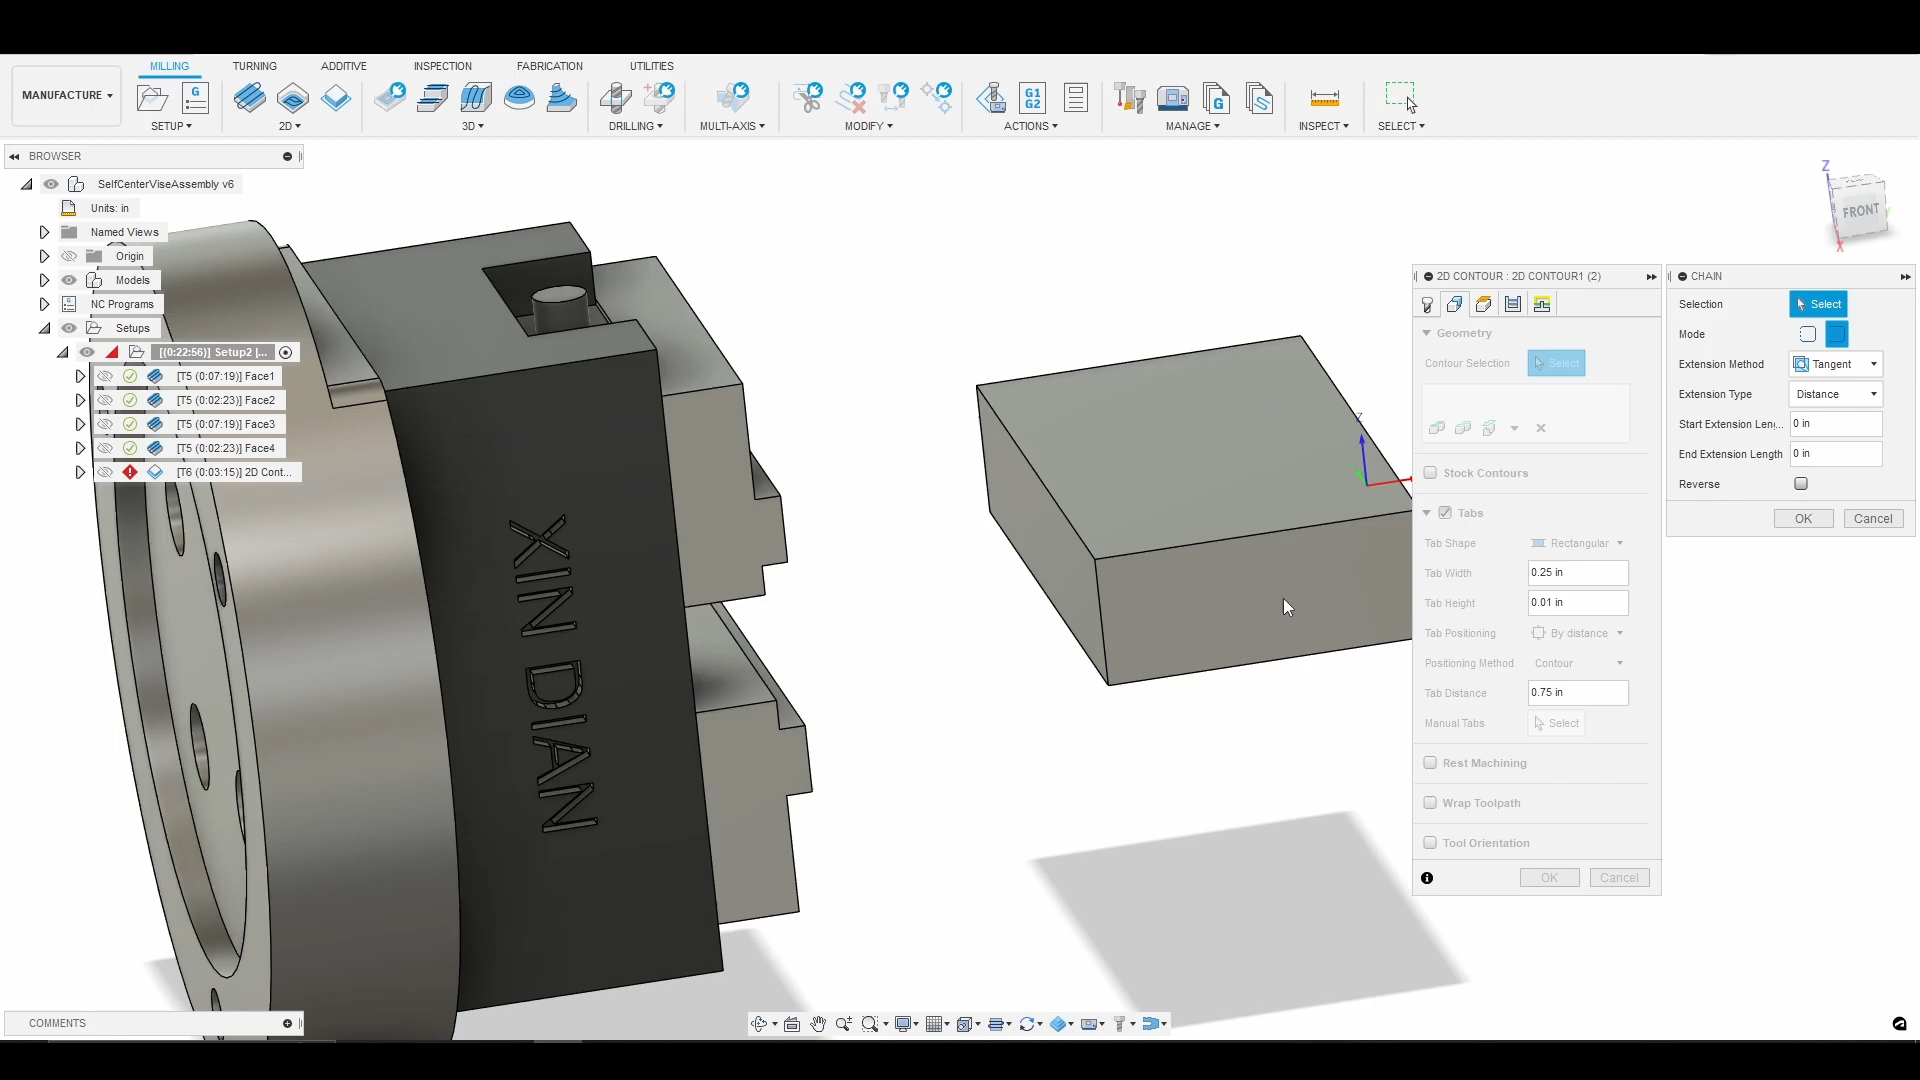 MANUFACTURE
MILLING
TURNING
ADDITIVE
INSPECTION
FABRICATION
UTILITIES
G
G1
G2
G
SETUP
2D
3D
DRILLING
MULTI-AXIS
MODIFY
ACTIONS
MANAGE
INSPECT
SELECT
BROWSER
SelfCenterViseAssembly v6
Units: in
Named Views
Origin
Models
NC Programs
Setups
[(0:22:56)] Setup2 |...
[T5 (0:07:19)] Face1
[T5 (0:02:23)] Face2
[T5 (0:07:19)] Face3
[T5 (0:02:23)] Face4
[T6 (0:03:15)] 2D Cont...
XIN DIAN
Z
Z
FRONT
X
2D CONTOUR : 2D CONTOUR1 (2)
Geometry
Contour Selection Select
Stock Contours
Tabs
Tab Shape Rectangular
Tab Width 0.25 in
Tab Height 0.01 in
Tab Positioning By distance
Positioning Method Contour
Tab Distance 0.75 in
Manual Tabs Select
Rest Machining
Wrap Toolpath
Tool Orientation
OK Cancel
CHAIN
Selection Select
Mode
Extension Method Tangent
Extension Type Distance
Start Extension Len... 0 in
End Extension Length 0 in
Reverse
OK Cancel
COMMENTS